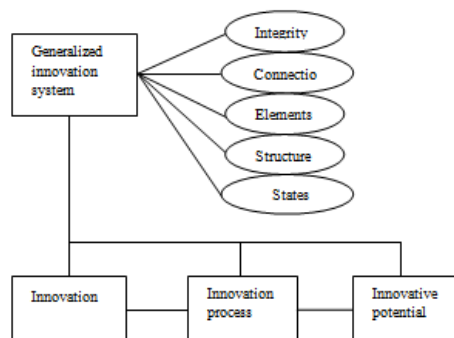 Generalized
innovation
system
Integrity
Connectio
Elements
Structure
States
Innovation
Innovation
process
Innovative
potential